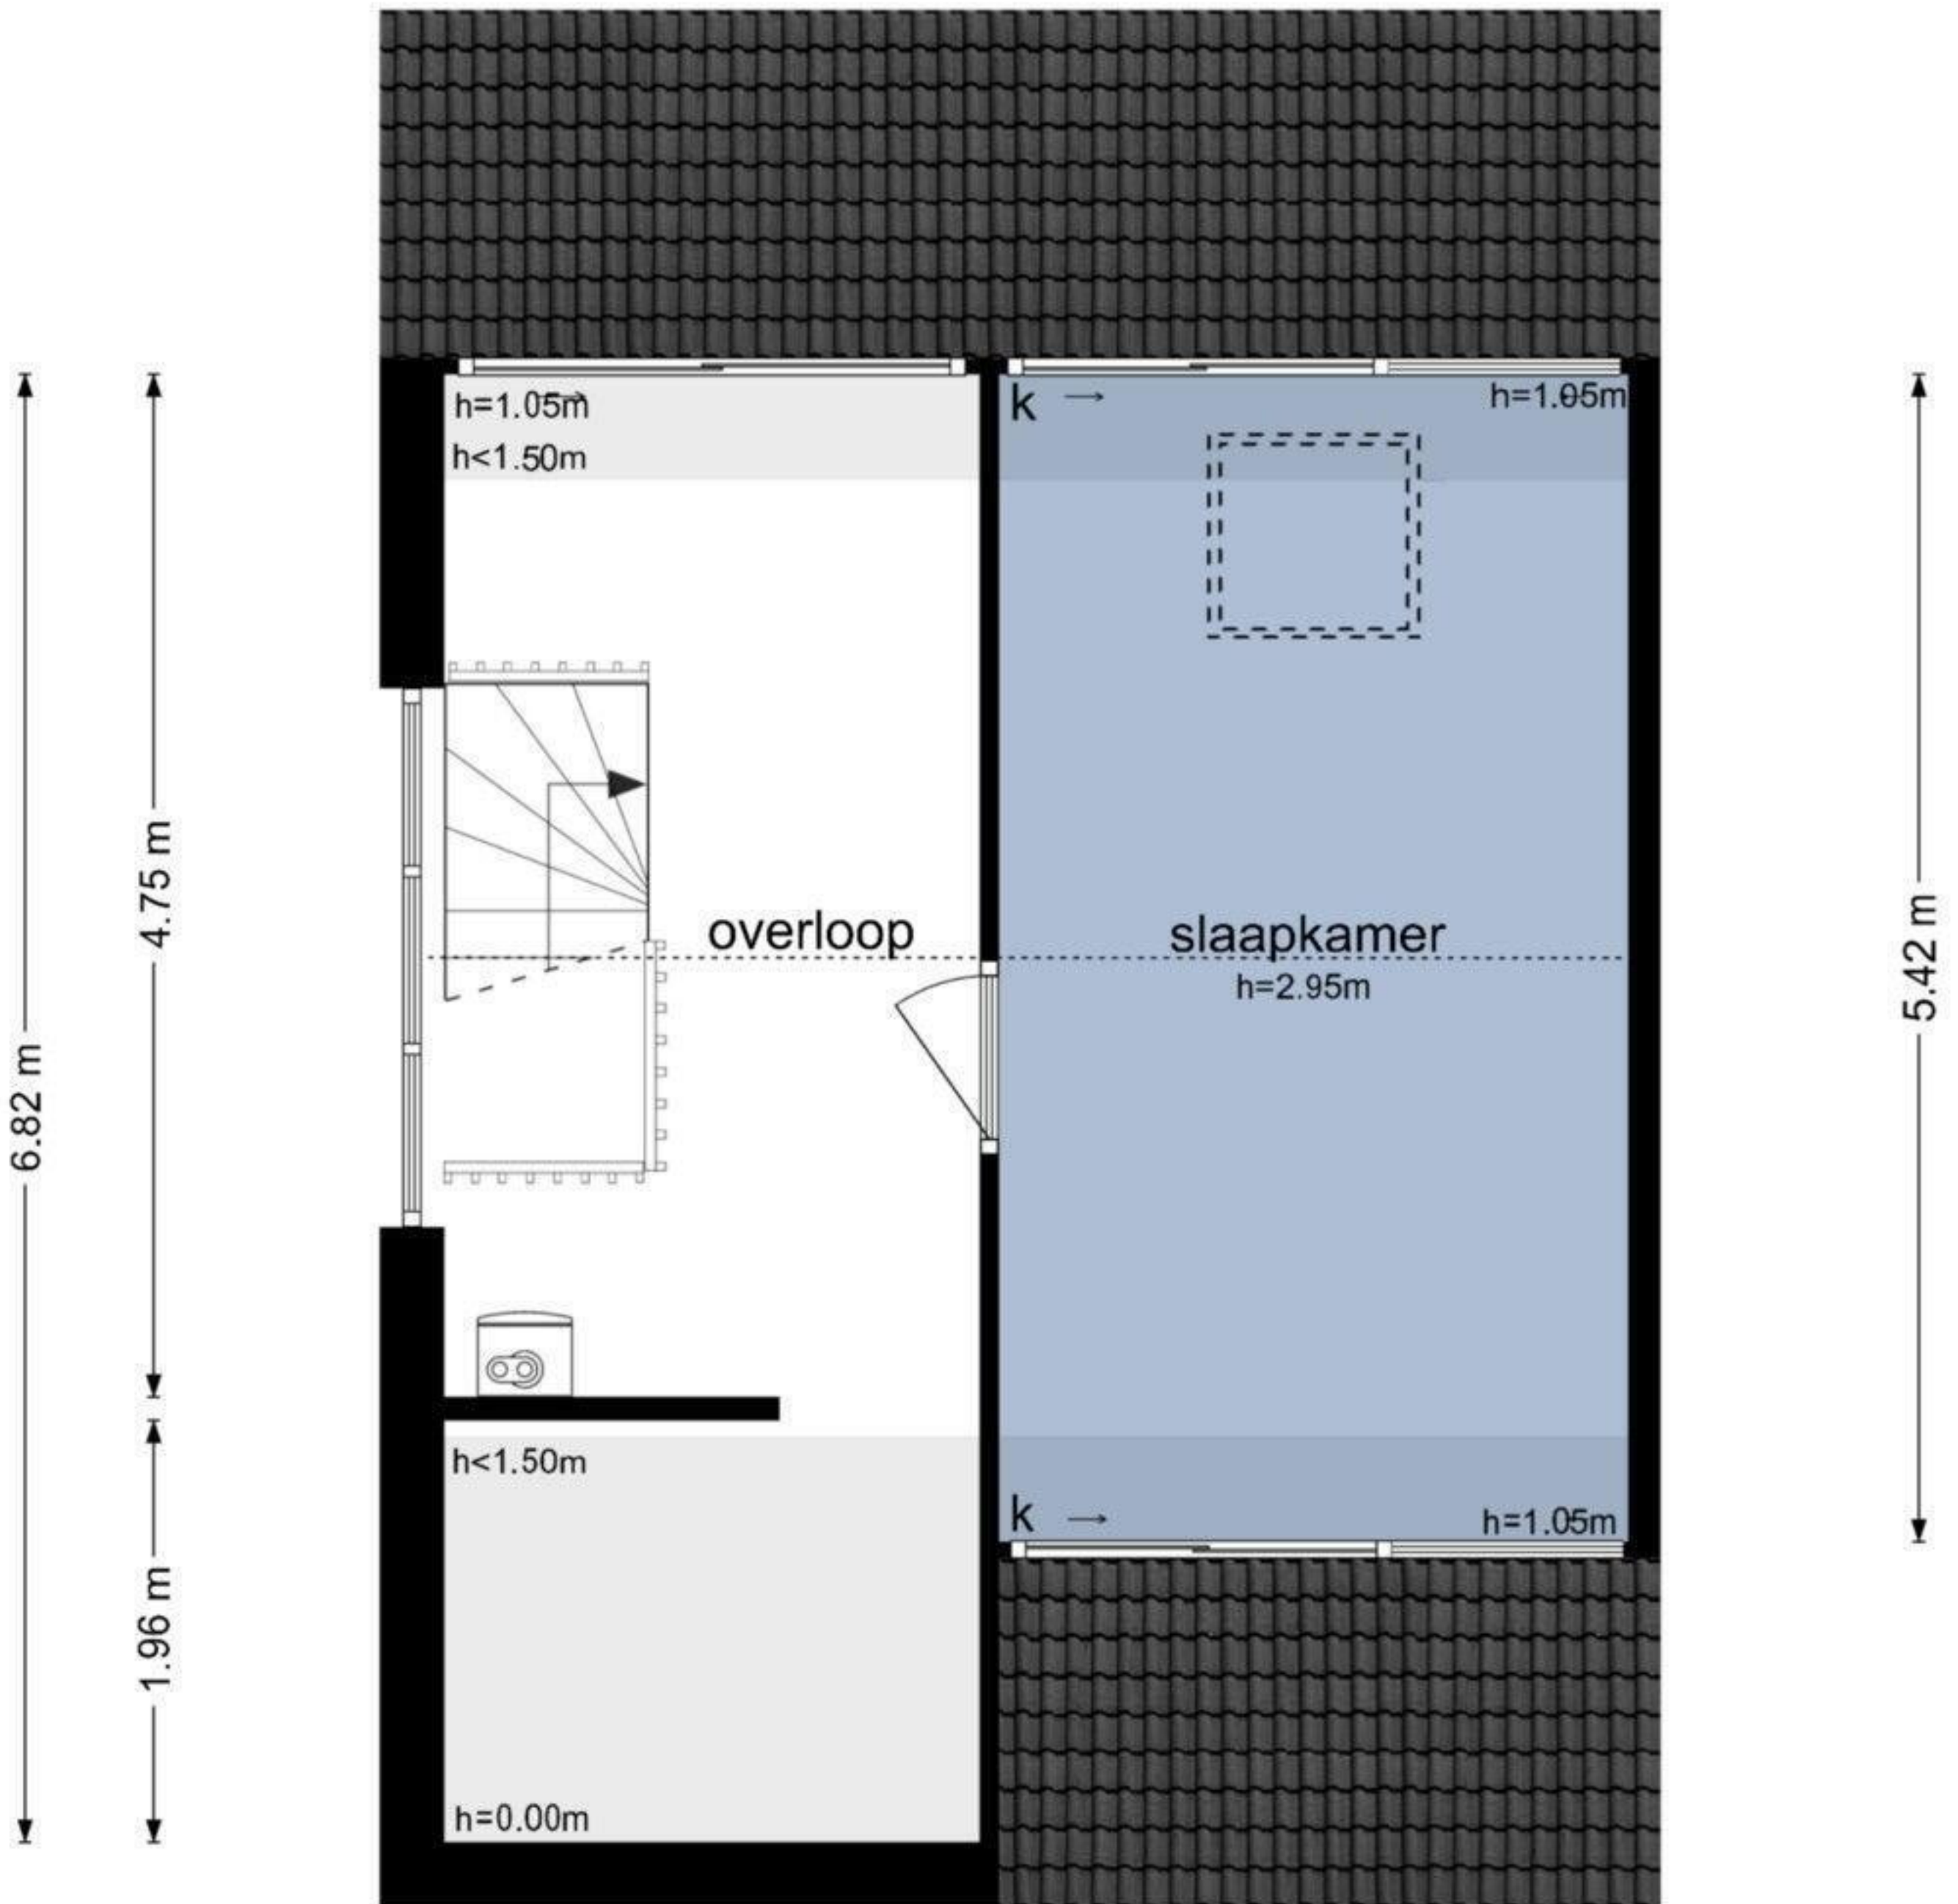 h=1.05m
k
h=1.05m
h<1.50m
4.75 m
5.42 m
6.82 m
overloop
slaapkamer
h=2.95m
h<1.50m
k
h=1.05m
1.96 m
h=0.00m